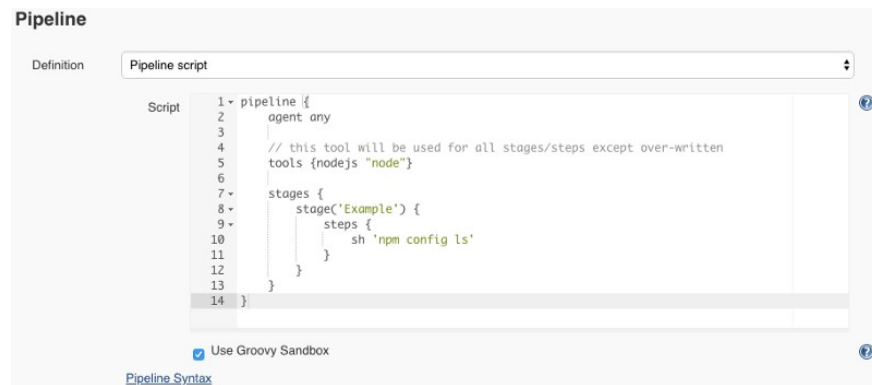 Pipeline
Definition
Pipeline script
Script
1 pipeline {
2 agent any
3
4 // this tool will be used for all stages/steps except over-written
5 tools {nodejs "node"}
6
7 stages {
8 stage('Example') {
9 steps {
10 sh 'npm config ls'
11 }
12 }
13 }
14 }
Use Groovy Sandbox
Pipeline Syntax